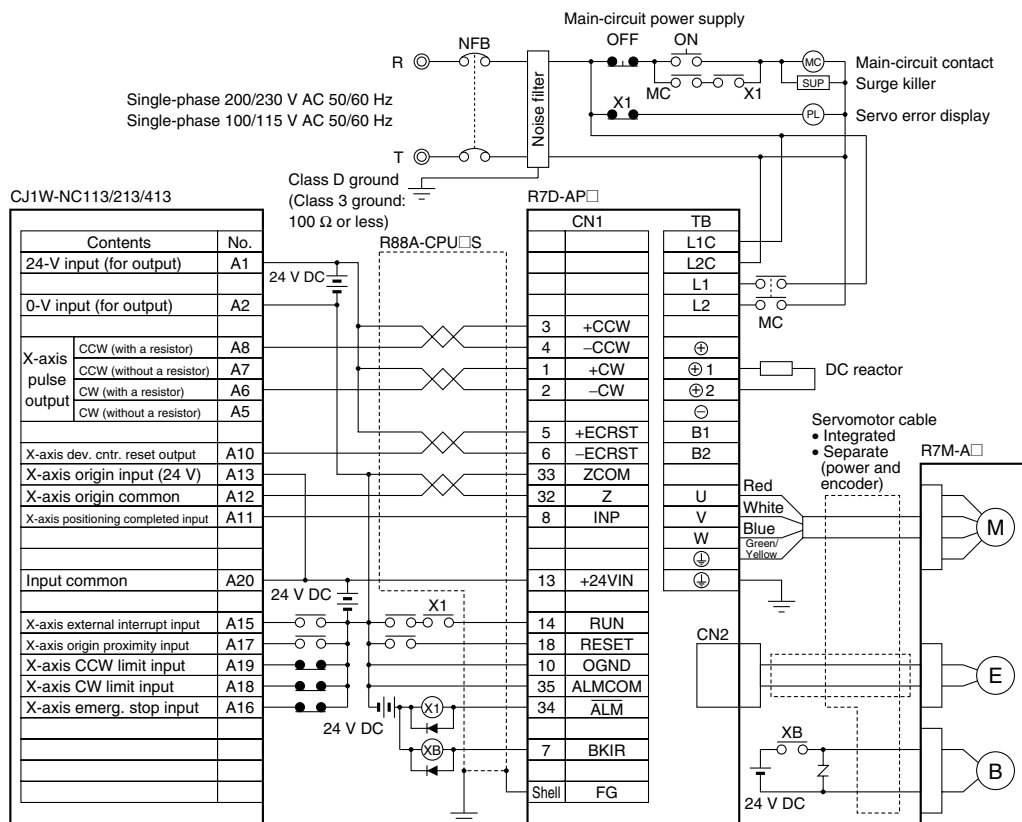 Main-circuit power supply
OFF ON
NFB
R
MC
Main-circuit contact
SUP
Surge killer
MC X1
Single-phase 200/230 V AC 50/60 Hz
Single-phase 100/115 V AC 50/60 Hz
Noise filter
X1
PL
Servo error display
T
Class D ground
(Class 3 ground:
100 Ω or less)
CJ1W-NC113/213/413
R7D-AP□
CN1 TB
R88A-CPU□S
Contents No.
24-V input (for output) A1
24 V DC
0-V input (for output) A2
X-axis pulse output
CCW (with a resistor) A8
CCW (without a resistor) A7
CW (with a resistor) A6
CW (without a resistor) A5
X-axis dev. cntr. reset output A10
X-axis origin input (24 V) A13
X-axis origin common A12
X-axis positioning completed input A11
Input common A20
24 V DC
X-axis external interrupt input A15
X-axis origin proximity input A17
X-axis CCW limit input A19
X-axis CW limit input A18
X-axis emerg. stop input A16
24 V DC
X1
X1
XB
3 +CCW
4 −CCW
1 +CW
2 −CW
5 +ECRST
6 −ECRST
33 ZCOM
32 Z
8 INP
13 +24VIN
14 RUN
18 RESET
10 OGND
35 ALMCOM
34 ALM
7 BKIR
Shell FG
L1C
L2C
L1
L2
MC
⊕
⊕ 1
⊕ 2
⊖
DC reactor
B1
B2
U
V
W
Red
White
Blue
Green/
Yellow
Servomotor cable
• Integrated
• Separate
(power and
encoder)
R7M-A□
M
CN2
E
XB
24 V DC
B